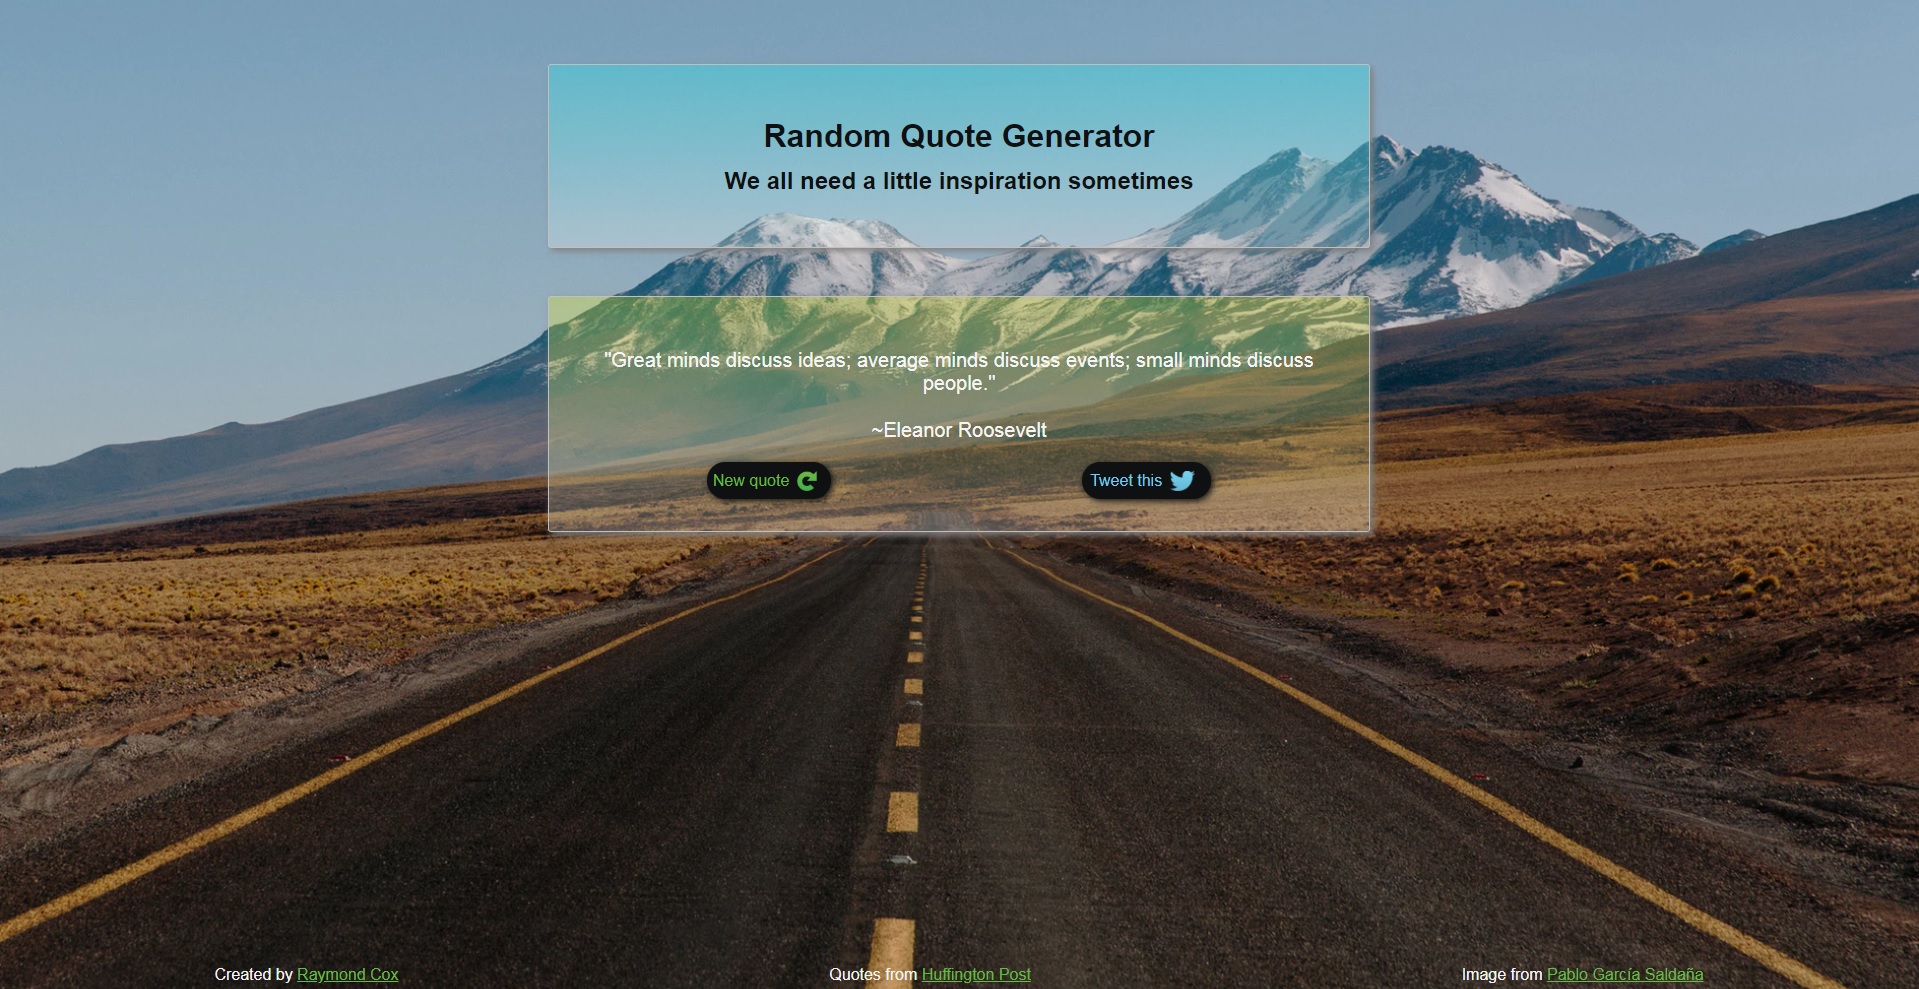 Random Quote Generator
We all need a little inspiration sometimes
"Great minds discuss ideas; average minds discuss events; small minds discuss
people."
~Eleanor Roosevelt
New quote
Tweet this
Created by Raymond Cox
Quotes from Huffington Post
Image from Pablo García Saldaña